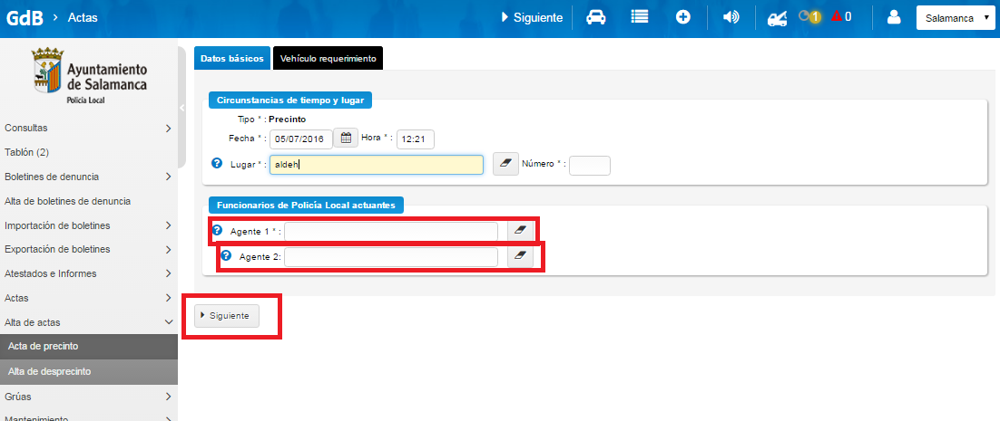 GdB > Actas
Siguiente
1
0
Salamanca
Ayuntamiento
de Salamanca
Policía Local
Consultas
Tablón (2)
Boletines de denuncia
Alta de boletines de denuncia
Importación de boletines
Exportación de boletines
Atestados e Informes
Actas
Alta de actas
Acta de precinto
Alta de desprecinto
Grúas
Mantenimiento
Datos básicos
Vehículo requerimiento
Circunstancias de tiempo y lugar
Tipo * : Precinto
Fecha * : 05/07/2016 Hora * : 12:21
Lugar * : aldeh Número * :
Funcionarios de Policía Local actuantes
Agente 1 * :
Agente 2:
Siguiente